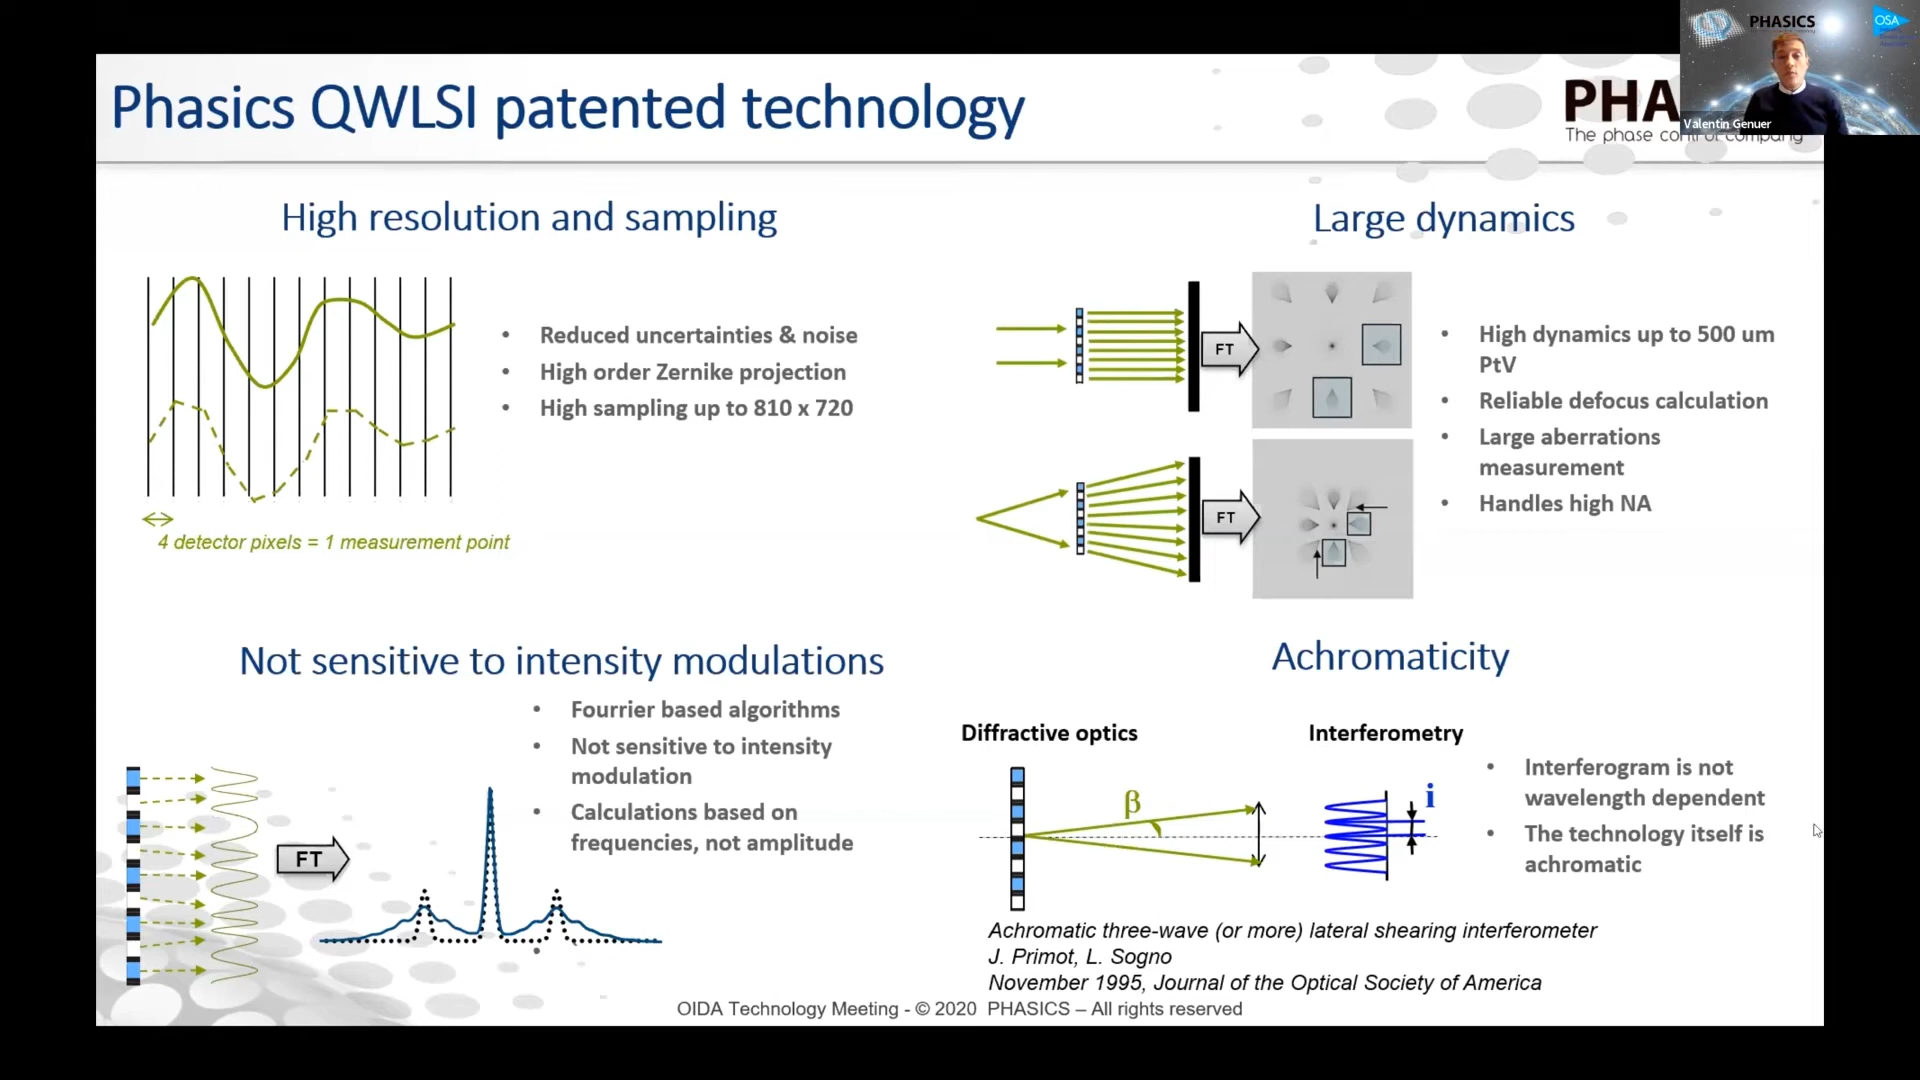 Phasics QWLSI patented technology
PHASICS
OSA
Valentin Genuer
PHA
The phase control company
High resolution and sampling
• Reduced uncertainties & noise
• High order Zernike projection
• High sampling up to 810 x 720
4 detector pixels = 1 measurement point
Large dynamics
FT
FT
• High dynamics up to 500 um
PtV
• Reliable defocus calculation
• Large aberrations
measurement
• Handles high NA
Not sensitive to intensity modulations
• Fourrier based algorithms
• Not sensitive to intensity
modulation
• Calculations based on
frequencies, not amplitude
FT
Achromaticity
Diffractive optics
Interferometry
β
i
• Interferogram is not
wavelength dependent
• The technology itself is
achromatic
Achromatic three-wave (or more) lateral shearing interferometer
J. Primot, L. Sogno
November 1995, Journal of the Optical Society of America
OIDA Technology Meeting - © 2020 PHASICS – All rights reserved